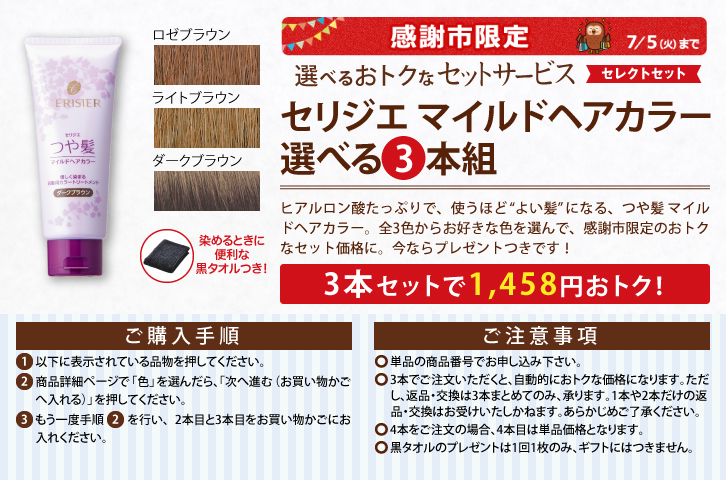 ロゼブラウン
ライトブラウン
ダークブラウン
ERISIER
セリジエ
つや髪
マイルドヘアカラー
優しく染まる
ダークブラウン
染めるときに
便利な
黒タオルつき!
感謝市限定
7/5(火)まで
選べるおトクなセットサービス
セレクトセット
セリジエ マイルドヘアカラー
選べる3本組
ヒアルロン酸たっぷりで、使うほど“よい髪”になる、つや髪 マイル
ドヘアカラー。全3色からお好きな色を選んで、感謝市限定のおトク
なセット価格に。今ならプレゼントつきです!
3本セットで1,458円おトク!
ご購入手順
1 以下に表示されている品物を押してください。
2 商品詳細ページで「色」を選んだら、「次へ進む(お買い物かご
へ入れる)」を押してください。
3 もう一度手順 2 を行い、2本目と3本目をお買い物かごにお
入れください。
ご注意事項
単品の商品番号でお申し込み下さい。
3本でご注文いただくと、自動的におトクな価格になります。ただ
し、返品・交換は3本まとめてのみ、承ります。1本や2本だけの返
品・交換はお受けいたしかねます。あらかじめご了承ください。
4本をご注文の場合、4本目は単品価格となります。
黒タオルのプレゼントは1回1枚のみ、ギフトにはつきません。